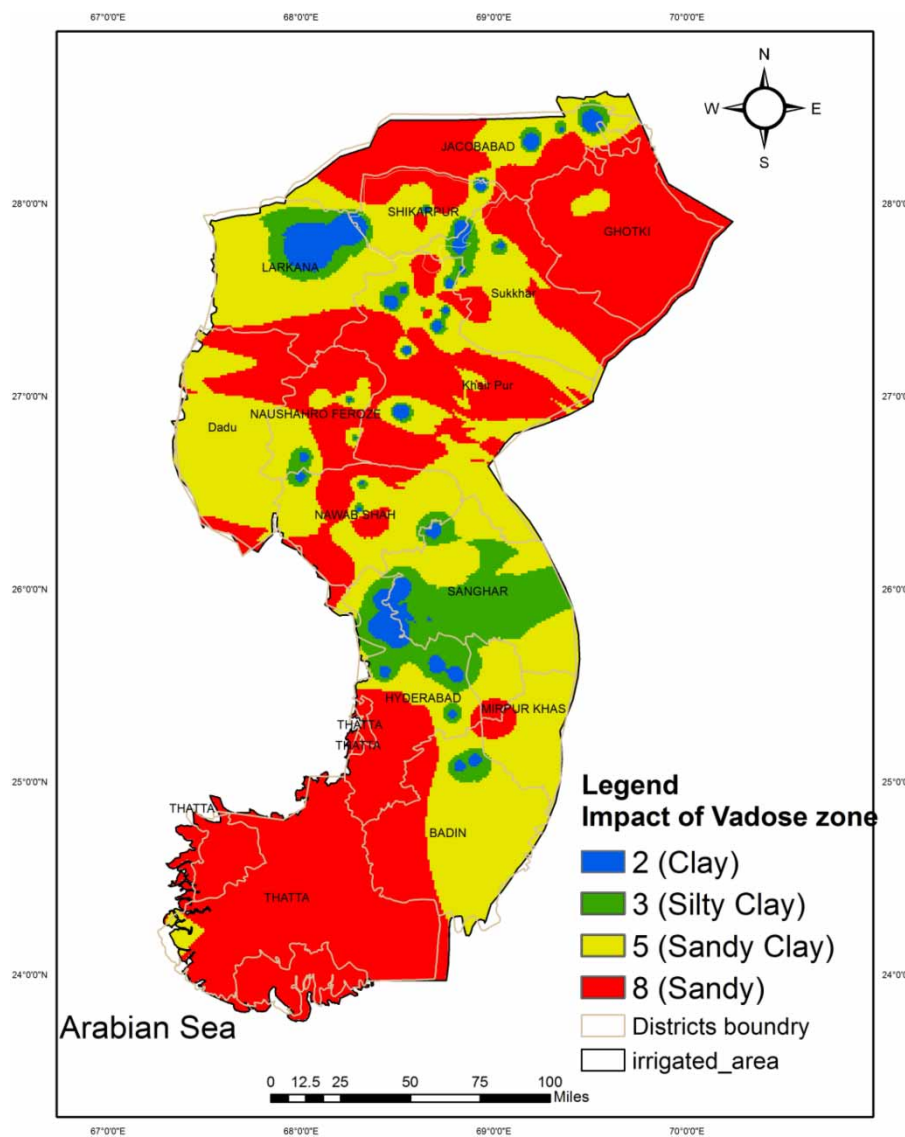 67°0'0"E 68°0'0"E 69°0'0"E 70°0'0"E
N
W E
S
JACOBABAD
28°0'0"N 28°0'0"N
SHIKARPUR
GHOTKI
LARKANA
Sukkhar
27°0'0"N 27°0'0"N
Khair Pur
NAUSHAHRO FEROZE
Dadu
NAWAB SHAH
26°0'0"N 26°0'0"N
SANGHAR
HYDERABAD
MIRPUR KHAS
THATTA
THATTA
25°0'0"N 25°0'0"N
THATTA
BADIN
THATTA
24°0'0"N 24°0'0"N
Arabian Sea
Legend
Impact of Vadose zone
2 (Clay)
3 (Silty Clay)
5 (Sandy Clay)
8 (Sandy)
Districts boundry
irrigated_area
0 12.5 25 50 75 100
Miles
67°0'0"E 68°0'0"E 69°0'0"E 70°0'0"E